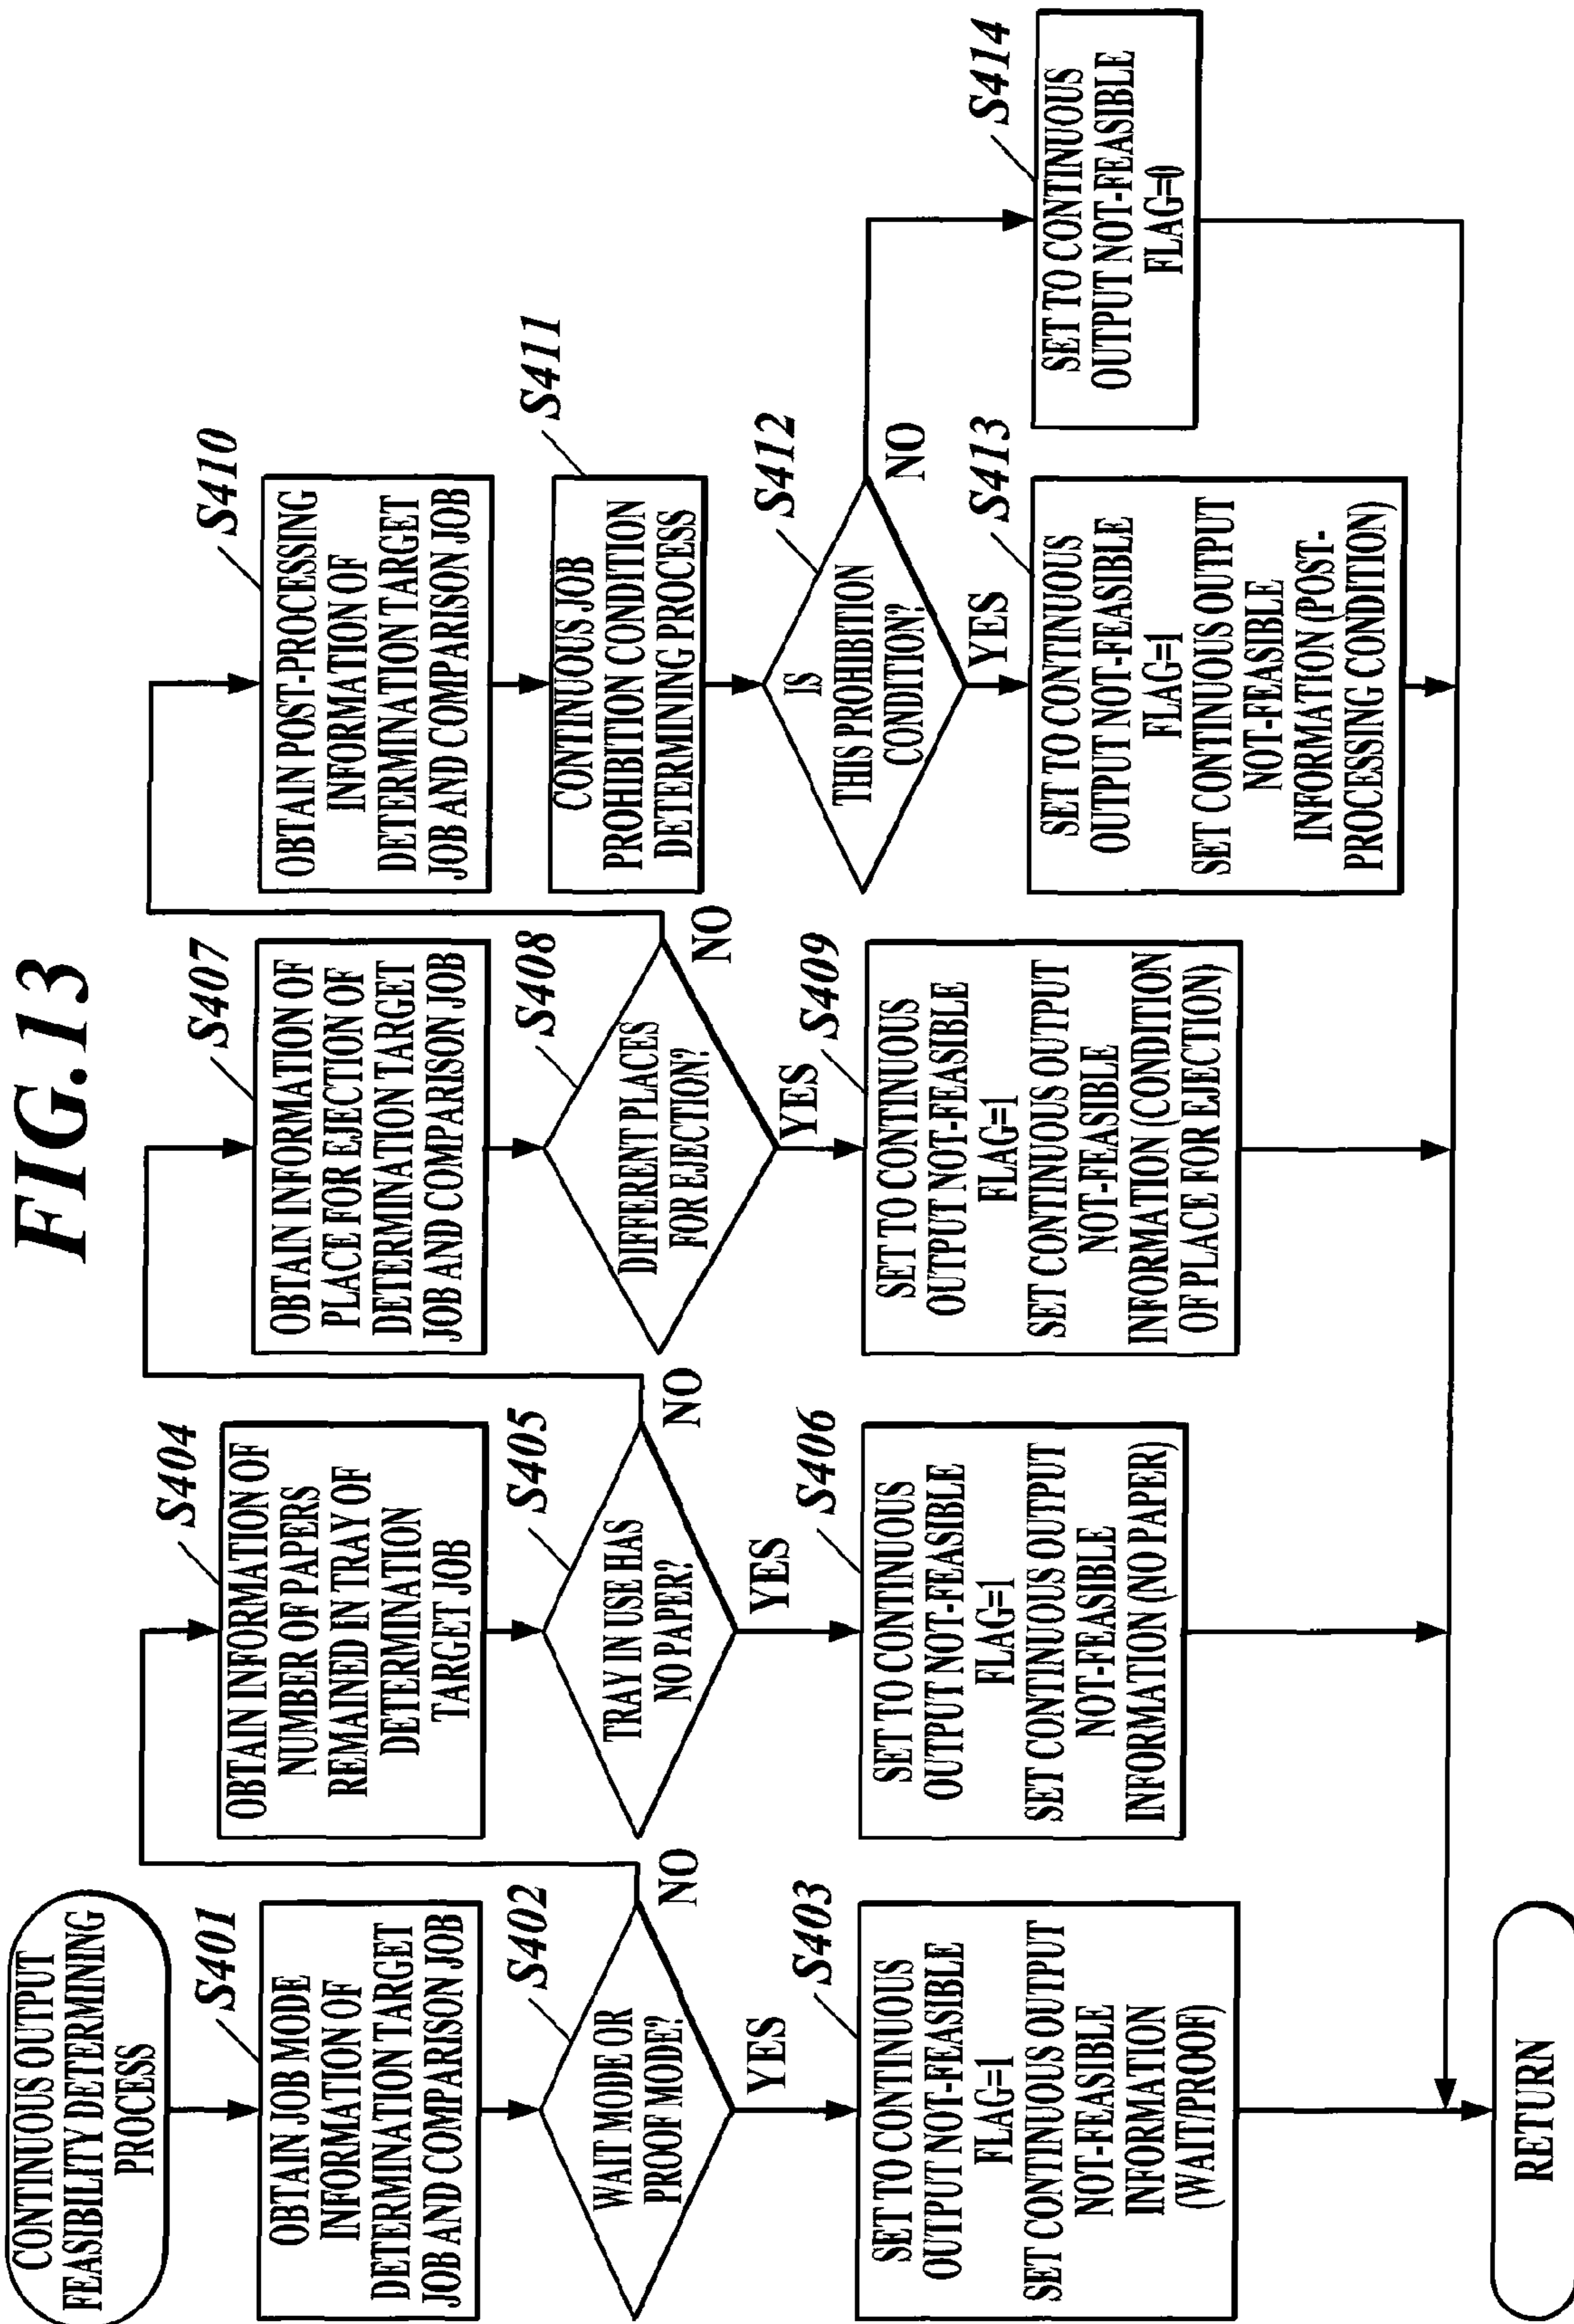 FIG.13
CONTINUOUS OUTPUT
FEASIBILITY DETERMINING
PROCESS
S401
OBTAIN JOB MODE
INFORMATION OF
DETERMINATION TARGET
JOB AND COMPARISON JOB
S402
WAIT MODE OR
PROOF MODE?
NO
YES
S403
SET TO CONTINUOUS
OUTPUT NOT-FEASIBLE
FLAG=1
SET CONTINUOUS OUTPUT
NOT-FEASIBLE
INFORMATION
(WAIT/PROOF)
RETURN
S404
OBTAIN INFORMATION OF
NUMBER OF PAPERS
REMAINED IN TRAY OF
DETERMINATION
TARGET JOB
S405
TRAY IN USE HAS
NO PAPER?
NO
YES
S406
SET TO CONTINUOUS
OUTPUT NOT-FEASIBLE
FLAG=1
SET CONTINUOUS OUTPUT
NOT-FEASIBLE
INFORMATION (NO PAPER)
S407
OBTAIN INFORMATION OF
PLACE FOR EJECTION OF
DETERMINATION TARGET
JOB AND COMPARISON JOB
S408
DIFFERENT PLACES
FOR EJECTION?
NO
YES
S409
SET TO CONTINUOUS
OUTPUT NOT-FEASIBLE
FLAG=1
SET CONTINUOUS OUTPUT
NOT-FEASIBLE
INFORMATION (CONDITION
OF PLACE FOR EJECTION)
S410
OBTAIN POST-PROCESSING
INFORMATION OF
DETERMINATION TARGET
JOB AND COMPARISON JOB
S411
CONTINUOUS JOB
PROHIBITION CONDITION
DETERMINING PROCESS
S412
IS
THIS PROHIBITION
CONDITION?
NO
YES
S413
SET TO CONTINUOUS
OUTPUT NOT-FEASIBLE
FLAG=1
SET CONTINUOUS OUTPUT
NOT-FEASIBLE
INFORMATION (POST-
PROCESSING CONDITION)
S414
SET TO CONTINUOUS
OUTPUT NOT-FEASIBLE
FLAG=0